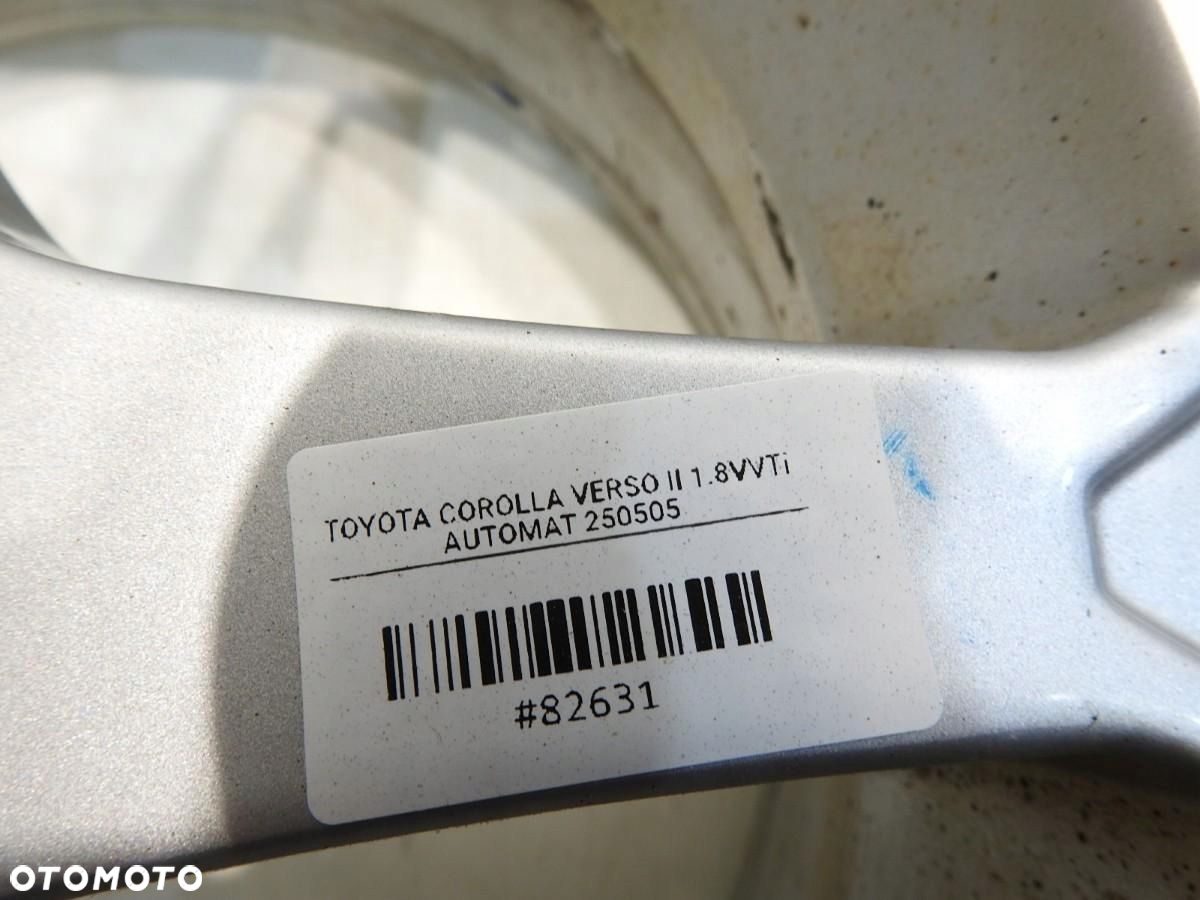 TOYOTA COROLLA VERSO II 1.8VVTi
AUTOMAT 250505
#82631
OTOMOTO